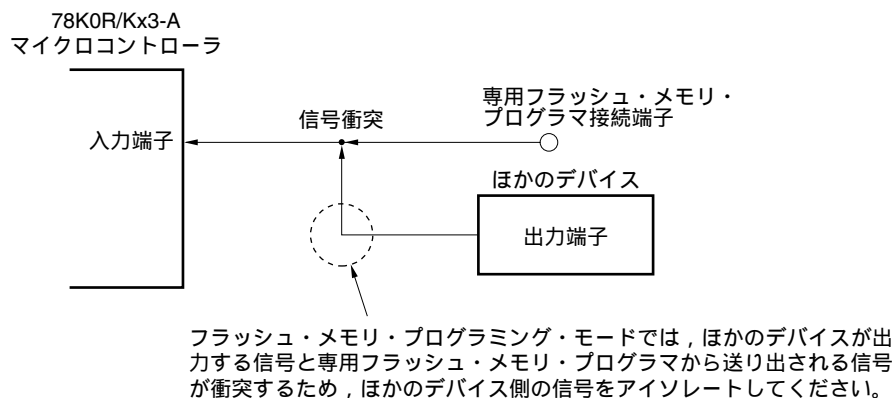 78K0R/Kx3-A
マイクロコントローラ
入力端子
信号衝突
専用フラッシュ・メモリ・
プログラマ接続端子
ほかのデバイス
出力端子
フラッシュ・メモリ・プログラミング・モードでは，ほかのデバイスが出
力する信号と専用フラッシュ・メモリ・プログラマから送り出される信号
が衝突するため，ほかのデバイス側の信号をアイソレートしてください。